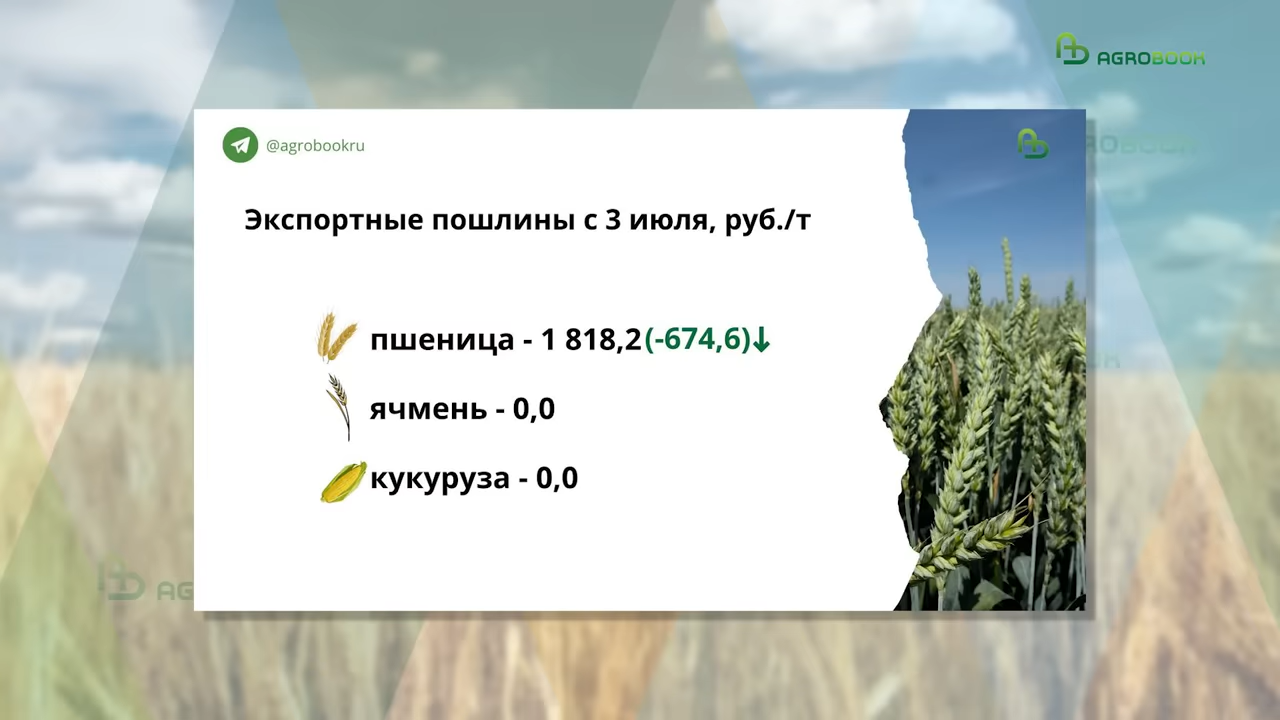 AGROBOOK
@agrobookru
Экспортные пошлины с 3 июля, руб./т
пшеница - 1 818,2 (-674,6)↓
ячмень - 0,0
кукуруза - 0,0